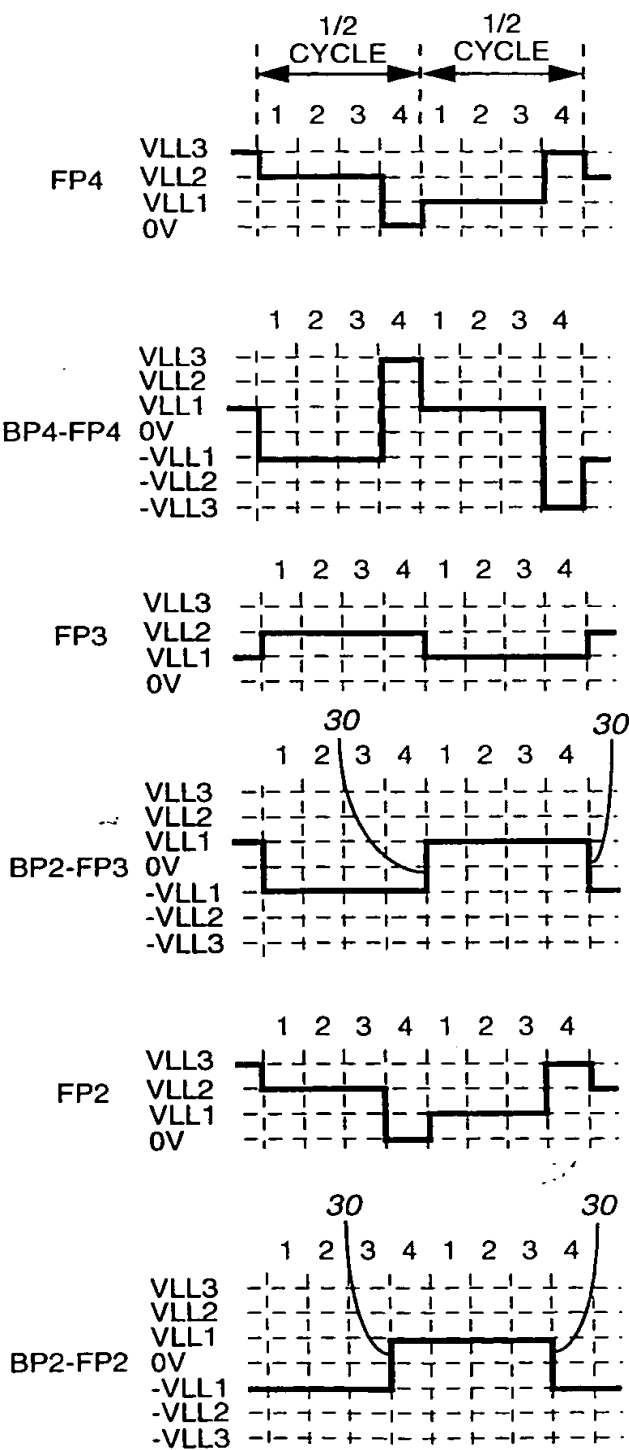 1/2 CYCLE 1/2 CYCLE
1 2 3 4 1 2 3 4
VLL3
FP4 VLL2
VLL1
0V
1 2 3 4 1 2 3 4
VLL3
VLL2
VLL1
BP4-FP4 0V
-VLL1
-VLL2
-VLL3
1 2 3 4 1 2 3 4
VLL3
FP3 VLL2
VLL1
0V
30 30
1 2 3 4 1 2 3 4
VLL3
VLL2
VLL1
BP2-FP3 0V
-VLL1
-VLL2
-VLL3
1 2 3 4 1 2 3 4
VLL3
FP2 VLL2
VLL1
0V
30 30
1 2 3 4 1 2 3 4
VLL3
VLL2
VLL1
BP2-FP2 0V
-VLL1
-VLL2
-VLL3